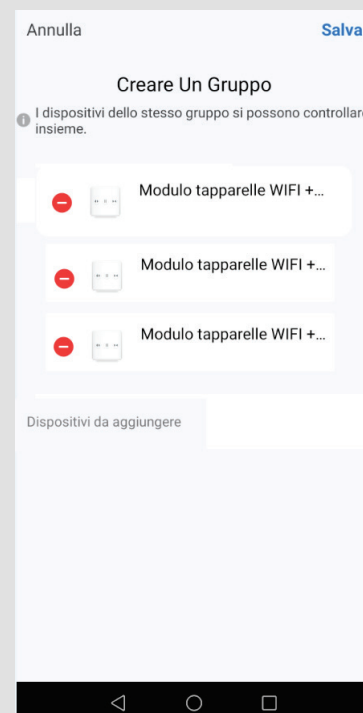 Annulla Salva
Creare Un Gruppo
I dispositivi dello stesso gruppo si possono controllare
insieme.
Modulo tapparelle WIFI +...
Modulo tapparelle WIFI +...
Modulo tapparelle WIFI +...
Dispositivi da aggiungere